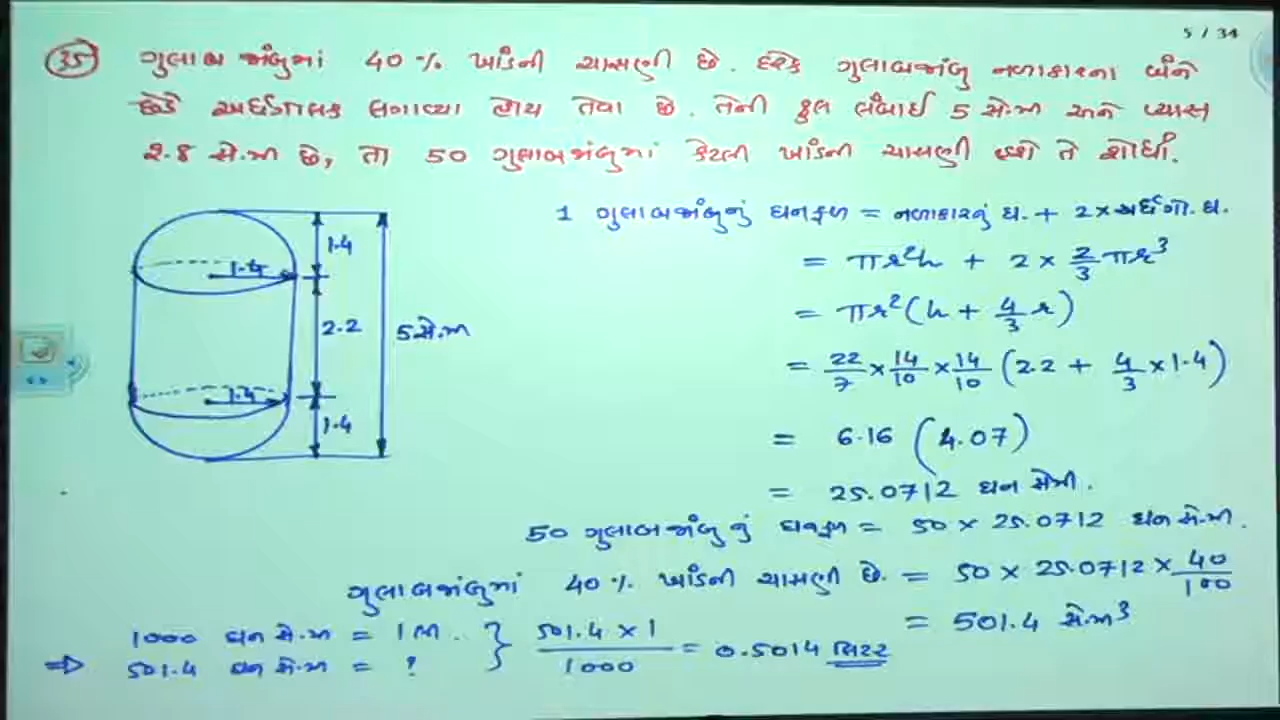 5 / 34
35 ગુલાબજાંબુમાં 40 % ખાંડની ચાસણી છે. દરેક ગુલાબજાંબુ નળાકારના બંને
છેડે અર્ધગોલક લગાવ્યા હોય તેવા છે. તેની કુલ લંબાઈ 5 સે.મી અને વ્યાસ
2.8 સે.મી છે, તો 50 ગુલાબજાંબુમાં કેટલી ખાંડની ચાસણી હશે તે શોધો.
1 ગુલાબજાંબુનું ઘનફળ = નળાકારનું ઘ. + 2 × અર્ધગો. ઘ.
= πr²h + 2 × 2/3 πr³
= πr² (h + 4/3 r)
= 22/7 × 14/10 × 14/10 (2.2 + 4/3 × 1.4)
= 6.16 (4.07)
= 25.0712 ઘન સેમી.
1.4
1.4
2.2
5 સે.મી
1.4
1.4
50 ગુલાબજાંબુનું ઘનફળ = 50 × 25.0712 ઘન સે.મી.
ગુલાબજાંબુમાં 40 % ખાંડની ચાસણી છે. = 50 × 25.0712 × 40/100
= 501.4 સે.મી³
1000 ઘન સે.મી = 1 લિ.
⇒ 501.4 ઘન સે.મી = ?
} 501.4 × 1 / 1000 = 0.5014 લિટર